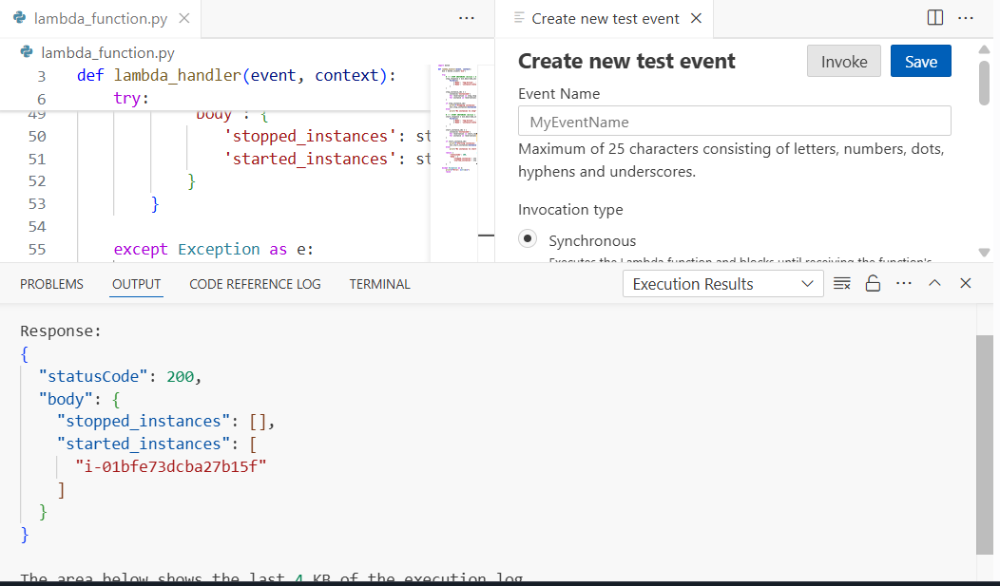 lambda_function.py
Create new test event
lambda_function.py
3 def lambda_handler(event, context):
6 try:
49 'body': {
50 'stopped_instances': st
51 'started_instances': st
52 }
53 }
54
55 except Exception as e:
Create new test event
Invoke
Save
Event Name
MyEventName
Maximum of 25 characters consisting of letters, numbers, dots,
hyphens and underscores.
Invocation type
Synchronous
Executes the Lambda function and blocks until receiving the function's
PROBLEMS
OUTPUT
CODE REFERENCE LOG
TERMINAL
Execution Results
Response:
{
"statusCode": 200,
"body": {
"stopped_instances": [],
"started_instances": [
"i-01bfe73dcba27b15f"
]
}
}
The area below shows the last 4 KB of the execution log